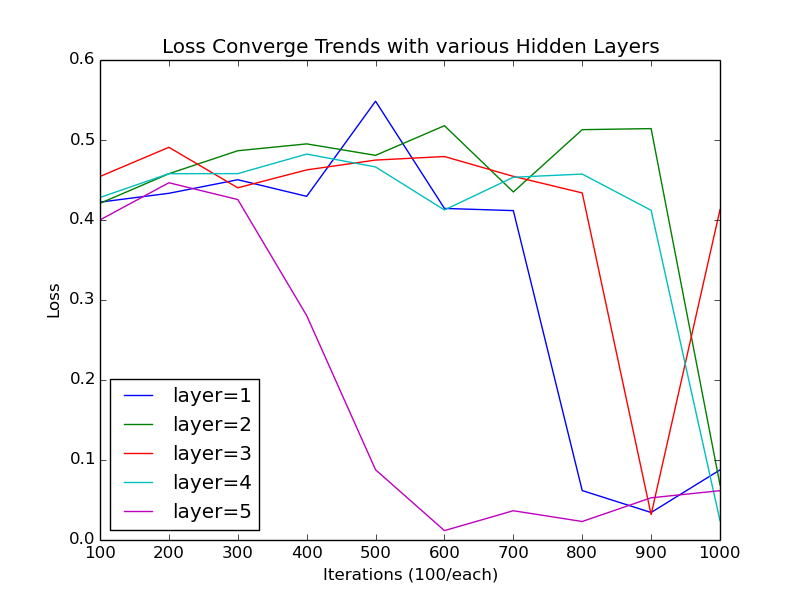 Loss Converge Trends with various Hidden Layers
0.6
0.5
0.4
0.3
0.2
0.1
0.0
Loss
layer=1
layer=2
layer=3
layer=4
layer=5
100 200 300 400 500 600 700 800 900 1000
Iterations (100/each)